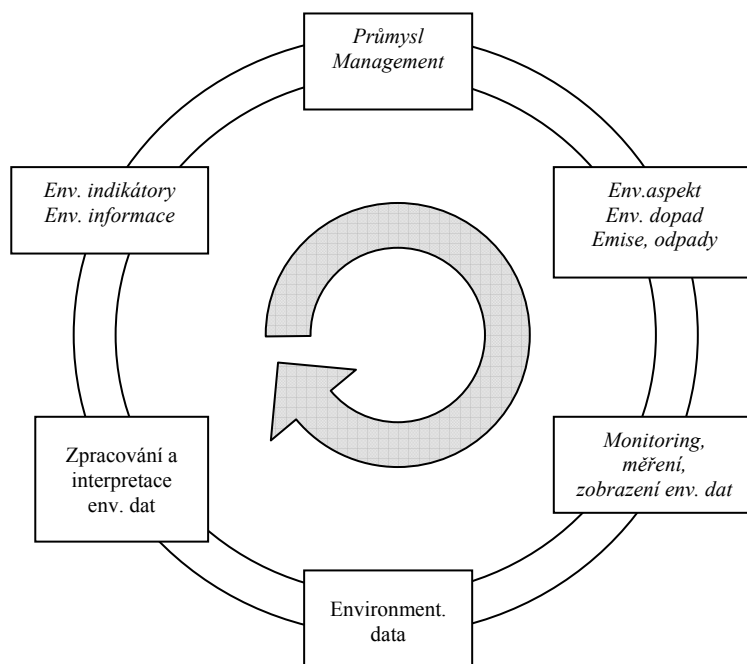 Průmysl
Management
Env. indikátory
Env. informace
Env.aspekt
Env. dopad
Emise, odpady
Zpracování a
interpretace
env. dat
Monitoring,
měření,
zobrazení env. dat
Environment.
data